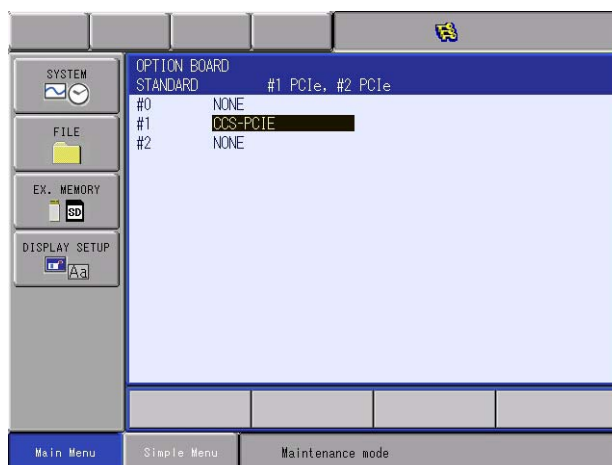 SYSTEM
FILE
EX. MEMORY
SD
DISPLAY SETUP
Aa
OPTION BOARD
STANDARD #1 PCIe, #2 PCIe
#0 NONE
#1 CCS-PCIE
#2 NONE
Main Menu
Simple Menu
Maintenance mode